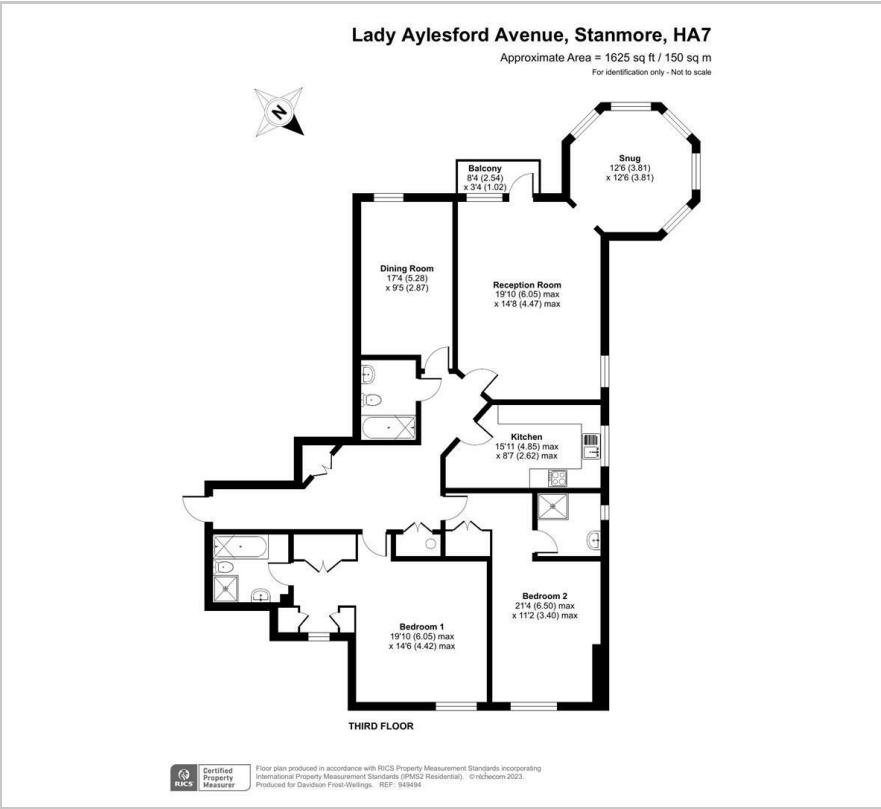 Lady Aylesford Avenue, Stanmore, HA7
Approximate Area = 1625 sq ft / 150 sq m
For identification only - Not to scale
N
Snug
12'6 (3.81)
x 12'6 (3.81)
Balcony
8'4 (2.54)
x 3'4 (1.02)
Dining Room
17'4 (5.28)
x 9'5 (2.87)
Reception Room
19'10 (6.05) max
x 14'8 (4.47) max
Kitchen
15'11 (4.85) max
x 8'7 (2.62) max
Bedroom 2
21'4 (6.50) max
x 11'2 (3.40) max
Bedroom 1
19'10 (6.05) max
x 14'6 (4.42) max
THIRD FLOOR
RICS
Certified
Property
Measurer
Floor plan produced in accordance with RICS Property Measurement Standards incorporating
International Property Measurement Standards (IPMS2 Residential). © nichecom 2023.
Produced for Davidson Frost-Wellings. REF: 949494